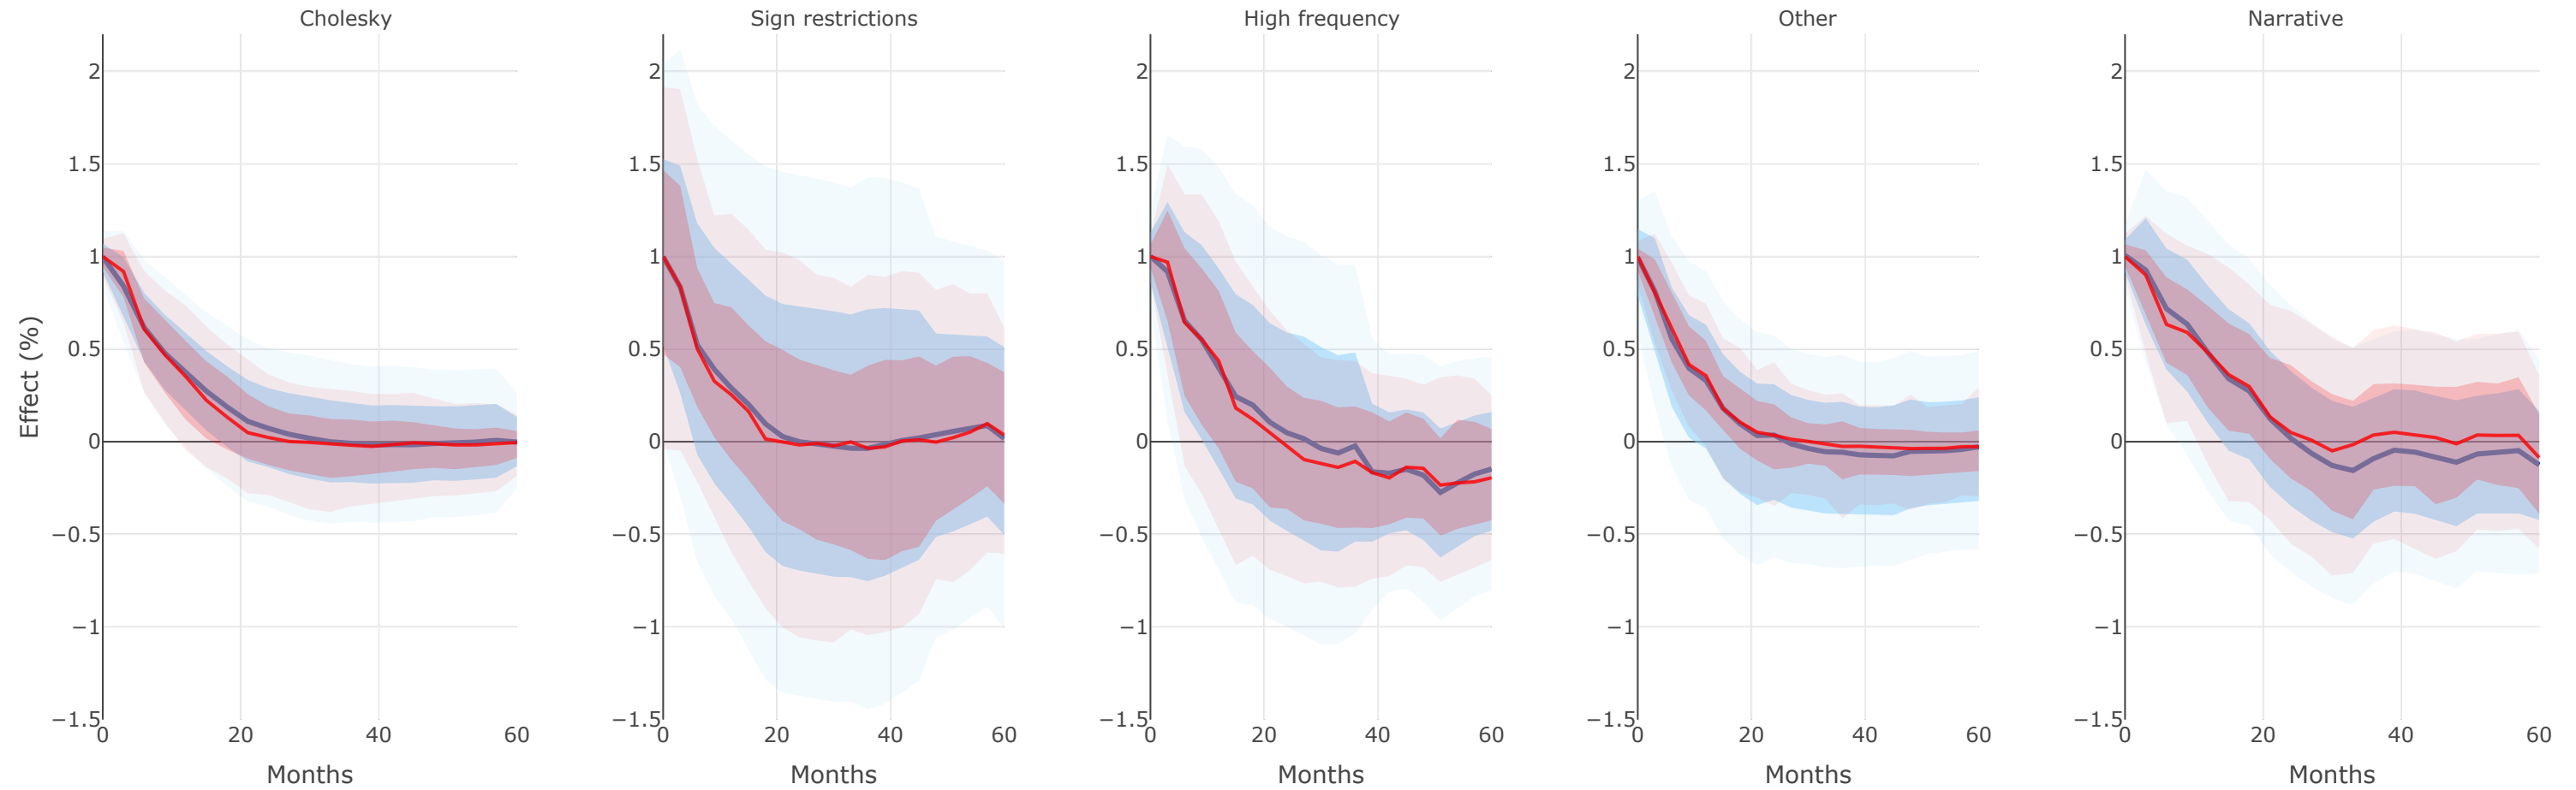 Cholesky Sign restrictions High frequency Other Narrative
2 2 2 2 2
1.5 1.5 1.5 1.5 1.5
1 1 1 1 1
0.5 0.5 0.5 0.5 0.5
0 0 0 0 0
−0.5 −0.5 −0.5 −0.5 −0.5
−1 −1 −1 −1 −1
−1.5 −1.5 −1.5 −1.5 −1.5
0 20 40 60 0 20 40 60 0 20 40 60 0 20 40 60 0 20 40 60
Months Months Months Months Months
Effect (%)